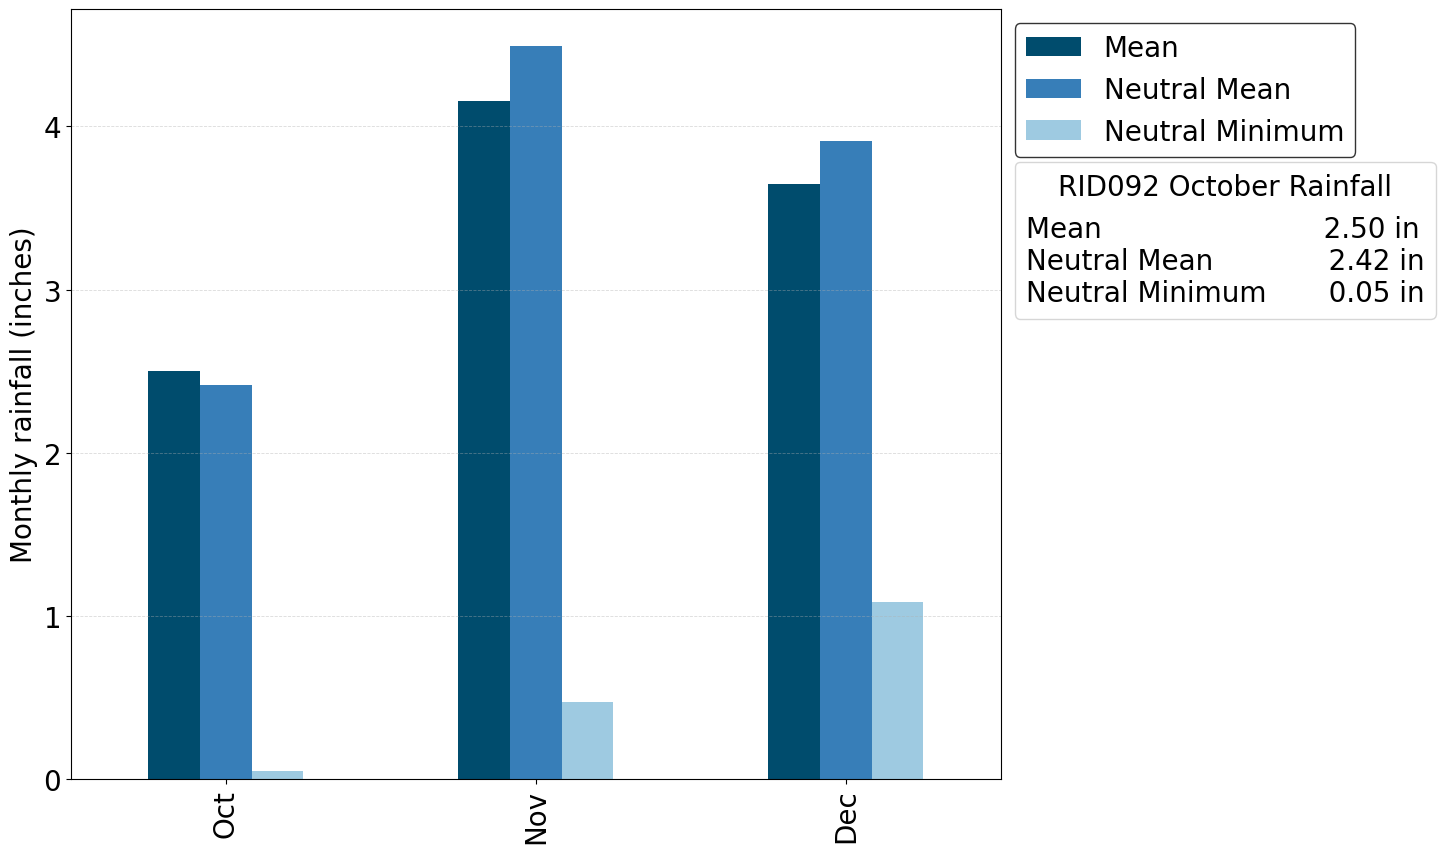 Monthly rainfall (inches)
4
3
2
1
0
Oct
Nov
Dec
Mean
Neutral Mean
Neutral Minimum
RID092 October Rainfall
Mean 2.50 in
Neutral Mean 2.42 in
Neutral Minimum 0.05 in